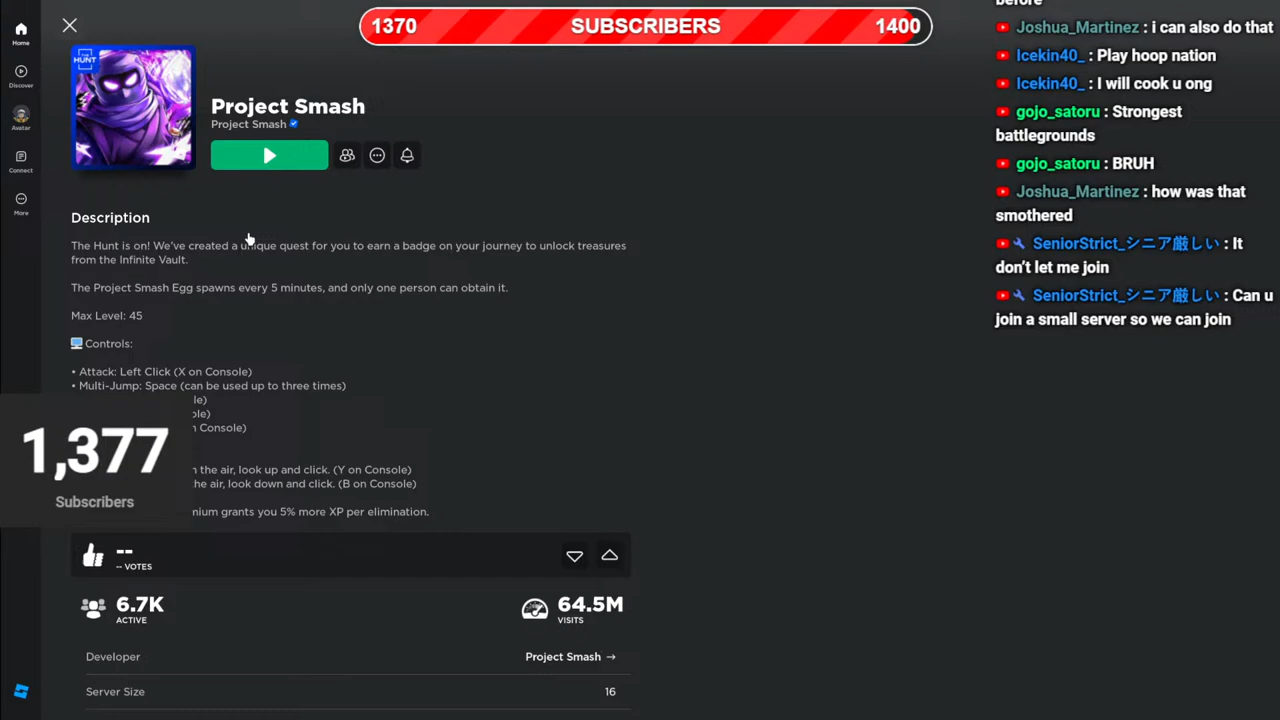 1370 SUBSCRIBERS 1400
Home
Discover
Avatar
Connect
More
THE
HUNT
Project Smash
Project Smash
Description
The Hunt is on! We've created a unique quest for you to earn a badge on your journey to unlock treasures
from the Infinite Vault.
The Project Smash Egg spawns every 5 minutes, and only one person can obtain it.
Max Level: 45
Controls:
• Attack: Left Click (X on Console)
• Multi-Jump: Space (can be used up to three times)
le)
ole)
n Console)
n the air, look up and click. (Y on Console)
the air, look down and click. (B on Console)
nium grants you 5% more XP per elimination.
1,377
Subscribers
--
-- VOTES
6.7K
ACTIVE
64.5M
VISITS
Developer Project Smash →
Server Size 16
before
Joshua_Martinez : i can also do that
Icekin40_ : Play hoop nation
Icekin40_ : I will cook u ong
gojo_satoru : Strongest
battlegrounds
gojo_satoru : BRUH
Joshua_Martinez : how was that
smothered
SeniorStrict_シニア厳しい : It
don't let me join
SeniorStrict_シニア厳しい : Can u
join a small server so we can join